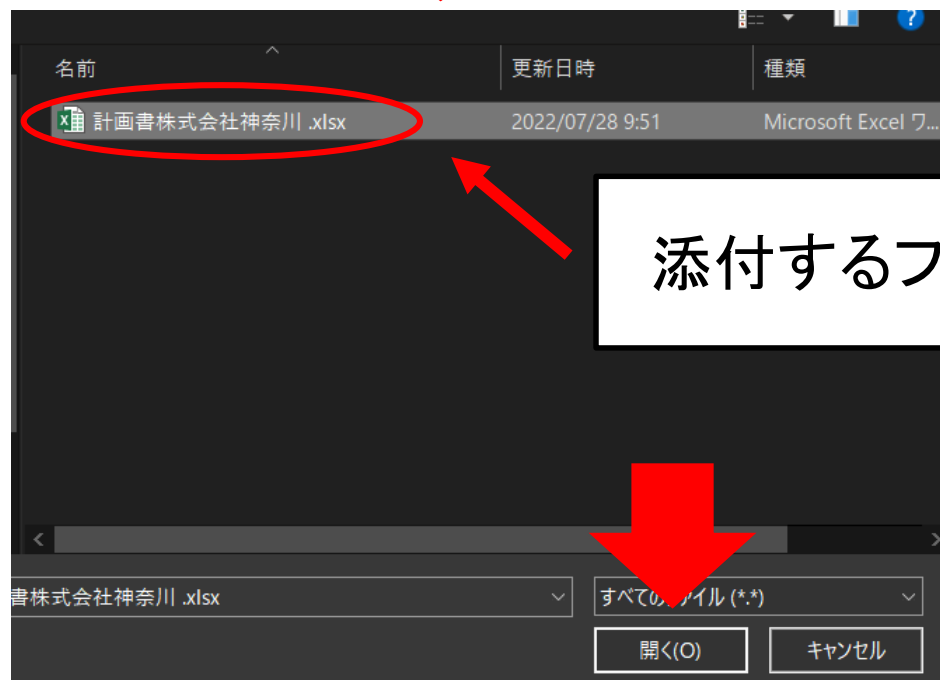 名前 更新日時 種類
計画書株式会社神奈川 .xlsx 2022/07/28 9:51 Microsoft Excel ワ...
添付するフ
書株式会社神奈川 .xlsx すべてのファイル (*.*)
開く(O) キャンセル